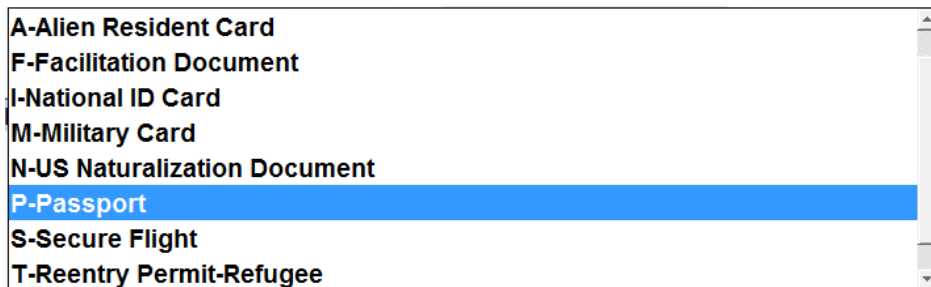 A-Alien Resident Card
F-Facilitation Document
I-National ID Card
M-Military Card
N-US Naturalization Document
P-Passport
S-Secure Flight
T-Reentry Permit-Refugee